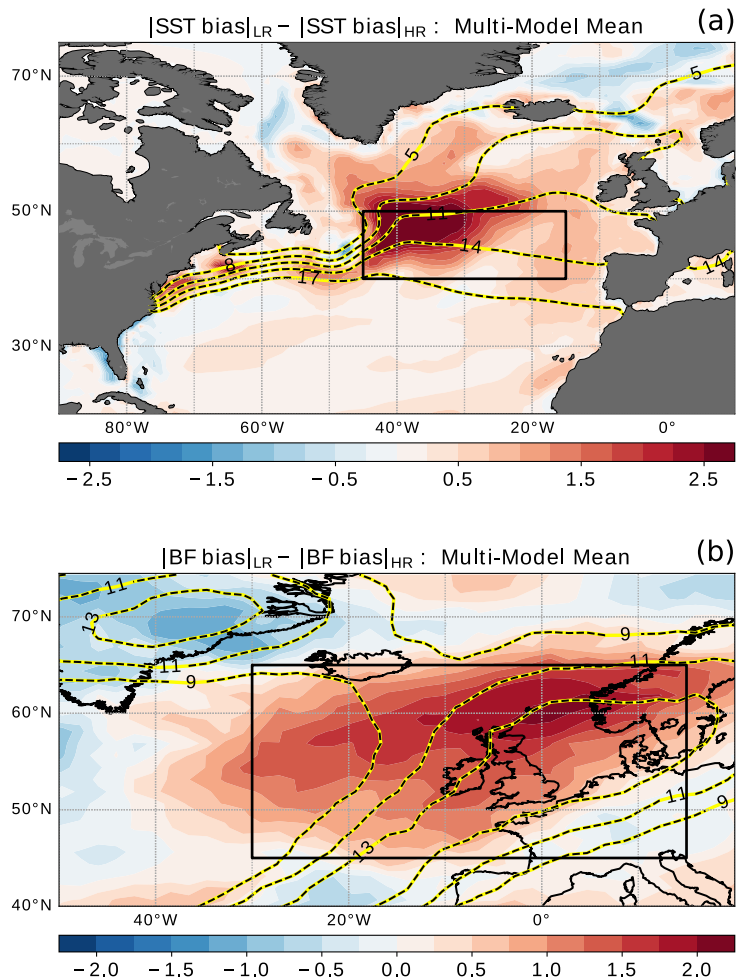 |SST bias|LR − |SST bias|HR : Multi-Model Mean (a)
70°N
5
5
50°N
11
8
14
14
17
30°N
80°W 60°W 40°W 20°W 0°
−2.5 −1.5 −0.5 0.5 1.5 2.5
|BF bias|LR − |BF bias|HR : Multi-Model Mean (b)
11
70°N
13
9
11
11
9
60°N
50°N
11
9
13
40°N
40°W 20°W 0°
−2.0 −1.5 −1.0 −0.5 0.0 0.5 1.0 1.5 2.0